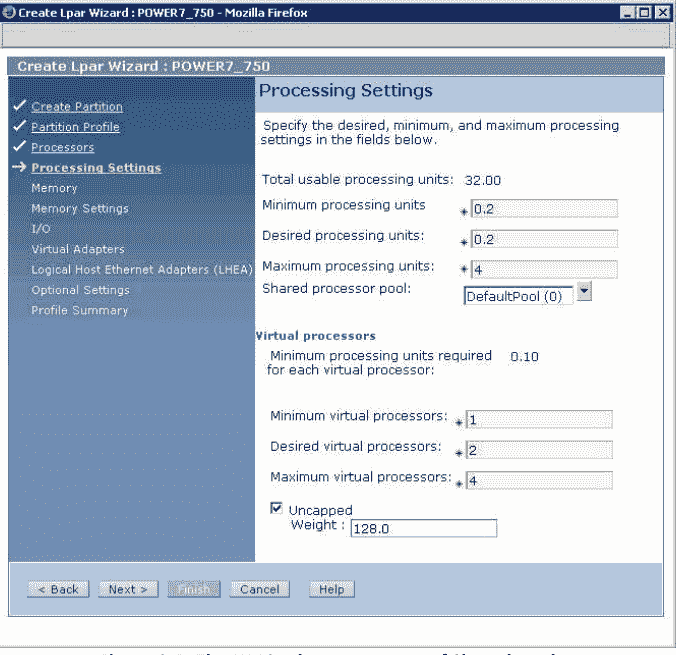 Create Lpar Wizard : POWER7_750 - Mozilla Firefox
Create Lpar Wizard : POWER7_750
Create Partition
Partition Profile
Processors
Processing Settings
Memory
Memory Settings
I/O
Virtual Adapters
Logical Host Ethernet Adapters (LHEA)
Optional Settings
Profile Summary
Processing Settings
Specify the desired, minimum, and maximum processing
settings in the fields below.
Total usable processing units: 32.00
Minimum processing units * 0.2
Desired processing units: * 0.2
Maximum processing units: * 4
Shared processor pool: DefaultPool (0)
Virtual processors
Minimum processing units required 0.10
for each virtual processor:
Minimum virtual processors: * 1
Desired virtual processors: * 2
Maximum virtual processors: * 4
Uncapped
Weight : 128.0
< Back Next > Finish Cancel Help